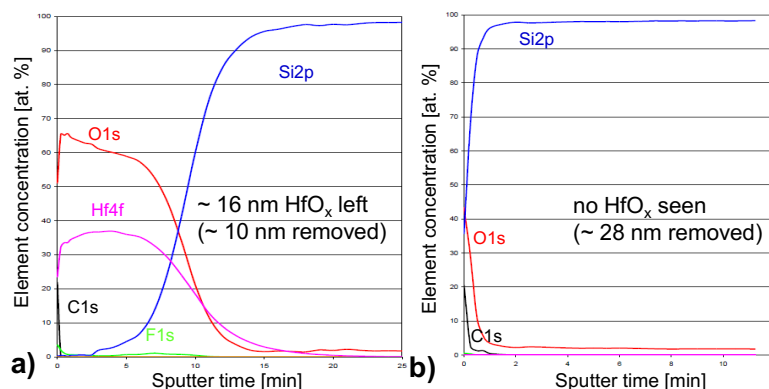 Element concentration [at. %]
100
90
80
70
60
50
40
30
20
10
0
Si2p
O1s
Hf4f
C1s
F1s
~ 16 nm HfOx left
(~ 10 nm removed)
0
5
10
15
20
25
Sputter time [min]
a)
Element concentration [at. %]
100
90
80
70
60
50
40
30
20
10
0
Si2p
no HfOx seen
(~ 28 nm removed)
O1s
C1s
0
2
4
6
8
10
Sputter time [min]
b)